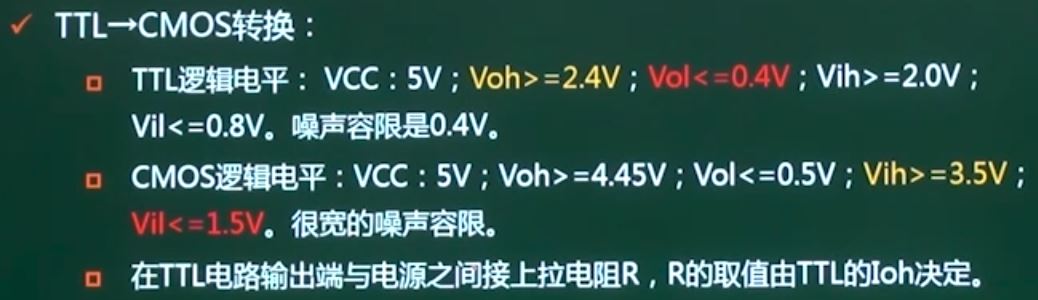 ✓ TTL→CMOS转换：
TTL逻辑电平： VCC：5V；Voh>=2.4V；Vol<=0.4V；Vih>=2.0V；
Vil<=0.8V。噪声容限是0.4V。
CMOS逻辑电平：VCC：5V；Voh>=4.45V；Vol<=0.5V；Vih>=3.5V；
Vil<=1.5V。很宽的噪声容限。
在TTL电路输出端与电源之间接上拉电阻R，R的取值由TTL的Ioh决定。